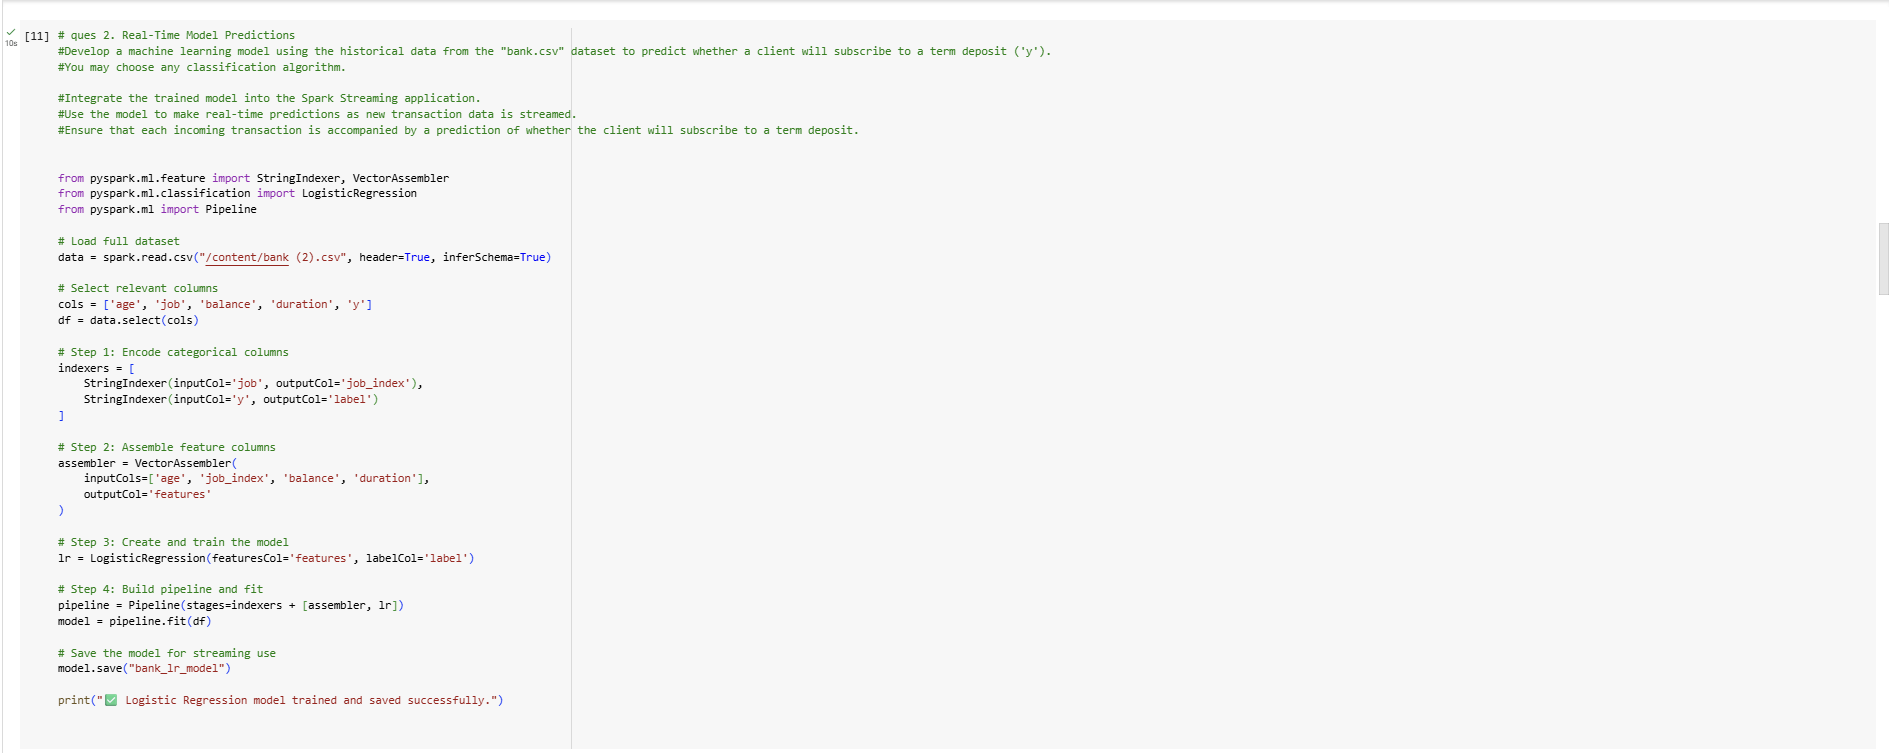 [11] # ques 2. Real-Time Model Predictions
10s
#Develop a machine learning model using the historical data from the "bank.csv" dataset to predict whether a client will subscribe to a term deposit ('y').
#You may choose any classification algorithm.
#Integrate the trained model into the Spark Streaming application.
#Use the model to make real-time predictions as new transaction data is streamed.
#Ensure that each incoming transaction is accompanied by a prediction of whether the client will subscribe to a term deposit.
from pyspark.ml.feature import StringIndexer, VectorAssembler
from pyspark.ml.classification import LogisticRegression
from pyspark.ml import Pipeline
# Load full dataset
data = spark.read.csv("/content/bank (2).csv", header=True, inferSchema=True)
# Select relevant columns
cols = ['age', 'job', 'balance', 'duration', 'y']
df = data.select(cols)
# Step 1: Encode categorical columns
indexers = [
    StringIndexer(inputCol='job', outputCol='job_index'),
    StringIndexer(inputCol='y', outputCol='label')
]
# Step 2: Assemble feature columns
assembler = VectorAssembler(
    inputCols=['age', 'job_index', 'balance', 'duration'],
    outputCol='features'
)
# Step 3: Create and train the model
lr = LogisticRegression(featuresCol='features', labelCol='label')
# Step 4: Build pipeline and fit
pipeline = Pipeline(stages=indexers + [assembler, lr])
model = pipeline.fit(df)
# Save the model for streaming use
model.save("bank_lr_model")
print("✅ Logistic Regression model trained and saved successfully.")